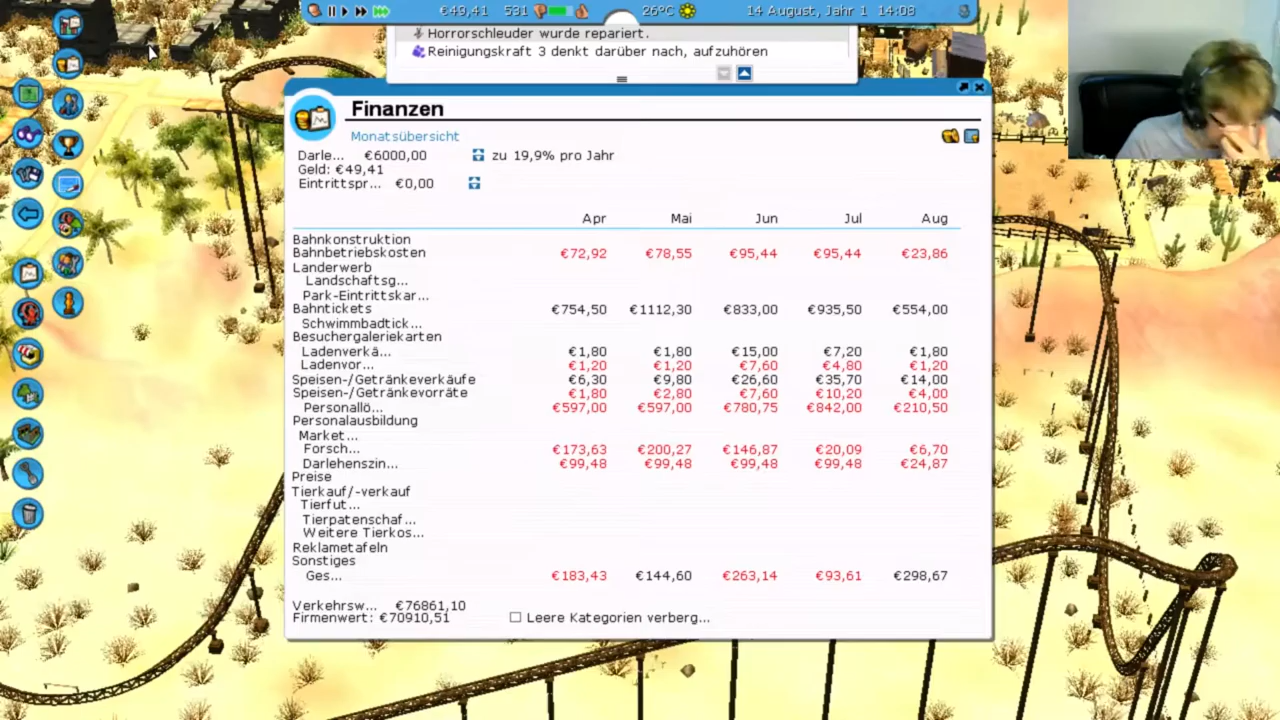 €49,41 531 26°C 14 August, Jahr 1 14:08
Horrorschleuder wurde repariert.
Reinigungskraft 3 denkt darüber nach, aufzuhören
Finanzen
Monatsübersicht
Darle... €6000,00 zu 19,9% pro Jahr
Geld: €49,41
Eintrittspr... €0,00
Apr Mai Jun Jul Aug
Bahnkonstruktion
Bahnbetriebskosten €72,92 €78,55 €95,44 €95,44 €23,86
Landerwerb
Landschaftsg...
Park-Eintrittskar...
Bahntickets €754,50 €1112,30 €833,00 €935,50 €554,00
Schwimmbadtick...
Besuchergaleriekarten
Ladenverkä... €1,80 €1,80 €15,00 €7,20 €1,80
Ladenvor... €1,20 €1,20 €7,60 €4,80 €1,20
Speisen-/Getränkeverkäufe €6,30 €9,80 €26,60 €35,70 €14,00
Speisen-/Getränkevorräte €1,80 €2,80 €7,60 €10,20 €4,00
Personallö... €597,00 €597,00 €780,75 €842,00 €210,50
Personalausbildung
Market...
Forsch... €173,63 €200,27 €146,87 €20,09 €6,70
Darlehenszin... €99,48 €99,48 €99,48 €99,48 €24,87
Preise
Tierkauf/-verkauf
Tierfut...
Tierpatenschaf...
Weitere Tierkos...
Reklametafeln
Sonstiges
Ges... €183,43 €144,60 €263,14 €93,61 €298,67
Verkehrsw... €76861,10
Firmenwert: €70910,51
Leere Kategorien verberg...